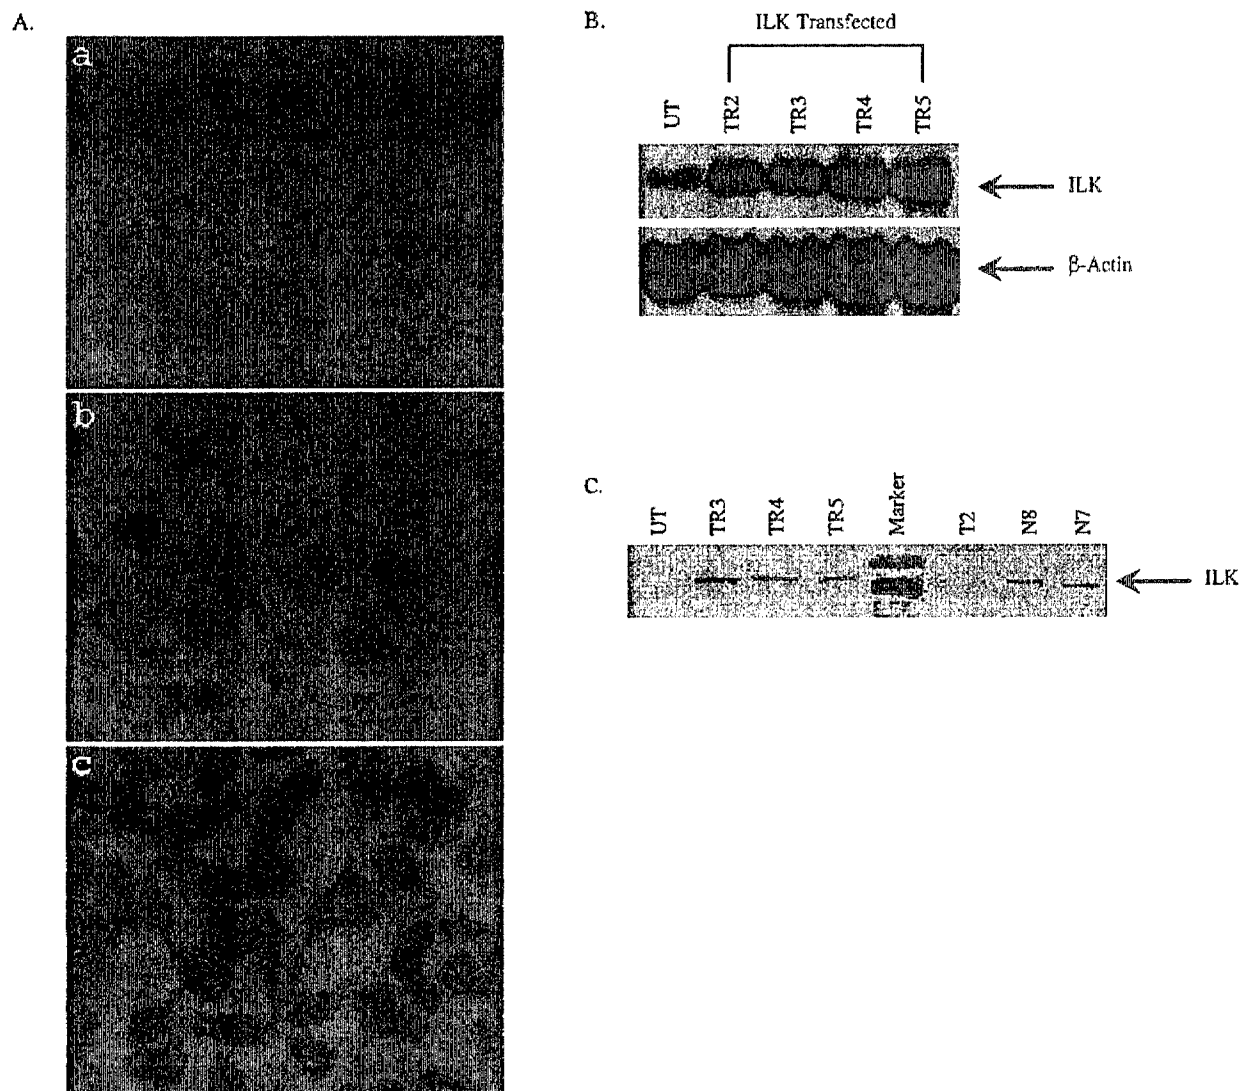 A.
a
b
c
B.
ILK Transfected
UT
TR2
TR3
TR4
TR5
ILK
β-Actin
C.
UT
TR3
TR4
TR5
Marker
T2
N8
N7
ILK